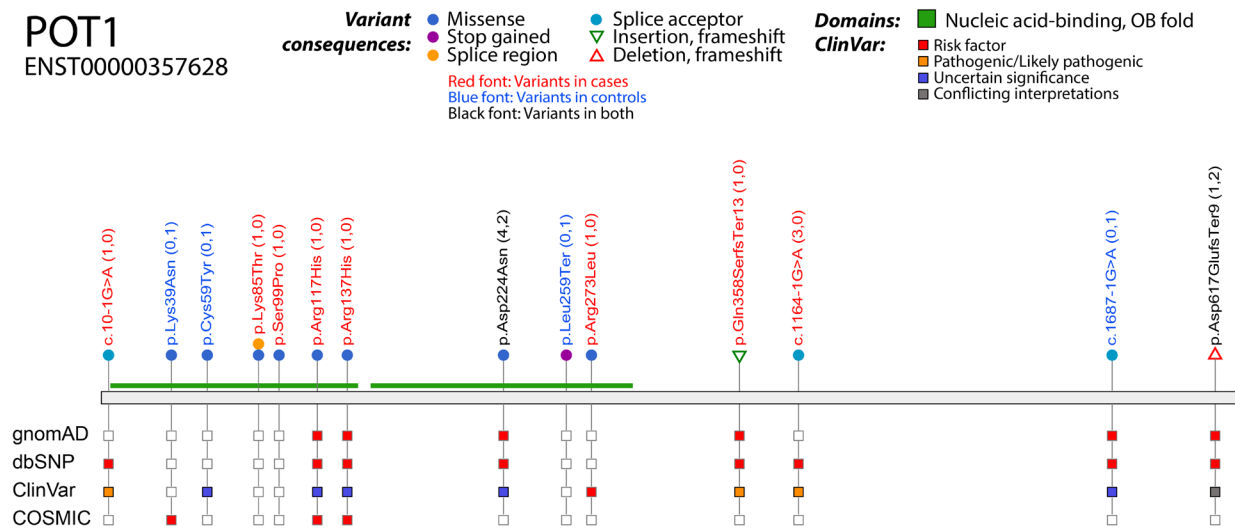 POT1
ENST00000357628
Variant consequences:
Missense
Stop gained
Splice region
Splice acceptor
Insertion, frameshift
Deletion, frameshift
Red font: Variants in cases
Blue font: Variants in controls
Black font: Variants in both
Domains:
Nucleic acid-binding, OB fold
ClinVar:
Risk factor
Pathogenic/Likely pathogenic
Uncertain significance
Conflicting interpretations
c.10-1G>A (1,0)
p.Lys39Asn (0,1)
p.Cys59Tyr (0,1)
p.Lys85Thr (1,0)
p.Ser99Pro (1,0)
p.Arg117His (1,0)
p.Arg137His (1,0)
p.Asp224Asn (4,2)
p.Leu259Ter (0,1)
p.Arg273Leu (1,0)
p.Gln358SerfsTer13 (1,0)
c.1164-1G>A (3,0)
c.1687-1G>A (0,1)
p.Asp617GlufsTer9 (1,2)
gnomAD
dbSNP
ClinVar
COSMIC